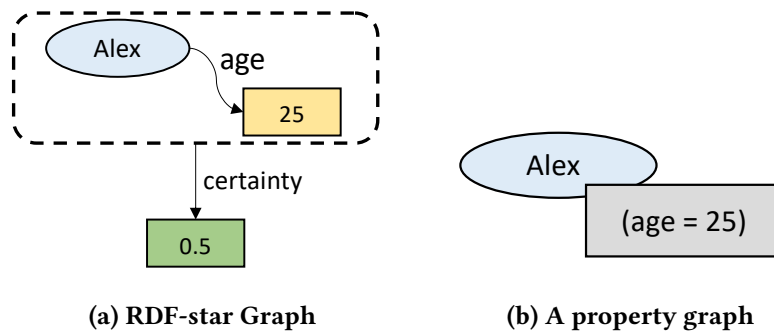 Alex
age
25
certainty
0.5
(a) RDF-star Graph
Alex
(age = 25)
(b) A property graph